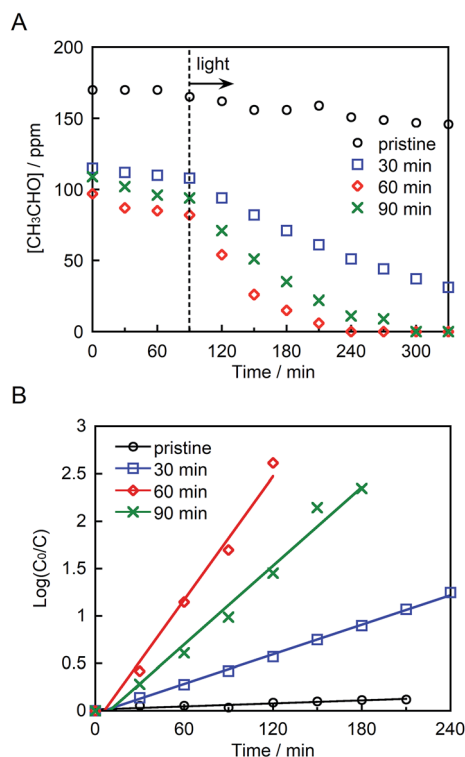 A
200
150
100
50
0
[CH₃CHO] / ppm
light
pristine
30 min
60 min
90 min
0 60 120 180 240 300
Time / min
B
3
2.5
2
1.5
1
0.5
0
Log(C₀/C)
pristine
30 min
60 min
90 min
0 60 120 180 240
Time / min